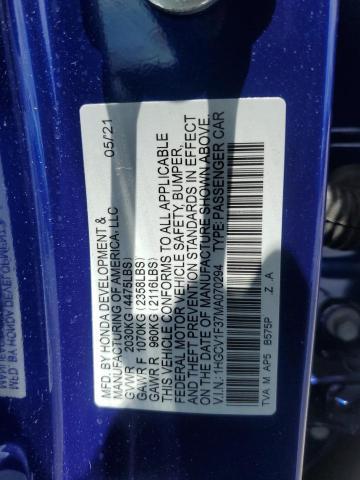 MFD. BY HONDA DEVELOPMENT &
MANUFACTURING OF AMERICA, LLC 05/21
GVWR 2030KG (4475LBS)
GAWR F 1070KG (2358LBS)
GAWR R 960KG (2116LBS)
THIS VEHICLE CONFORMS TO ALL APPLICABLE
FEDERAL MOTOR VEHICLE SAFETY, BUMPER,
AND THEFT PREVENTION STANDARDS IN EFFECT
ON THE DATE OF MANUFACTURE SHOWN ABOVE.
V.I.N.: 1HGCV1F37MA070294 TYPE: PASSENGER CAR
TVA M AP5 B575P Z A